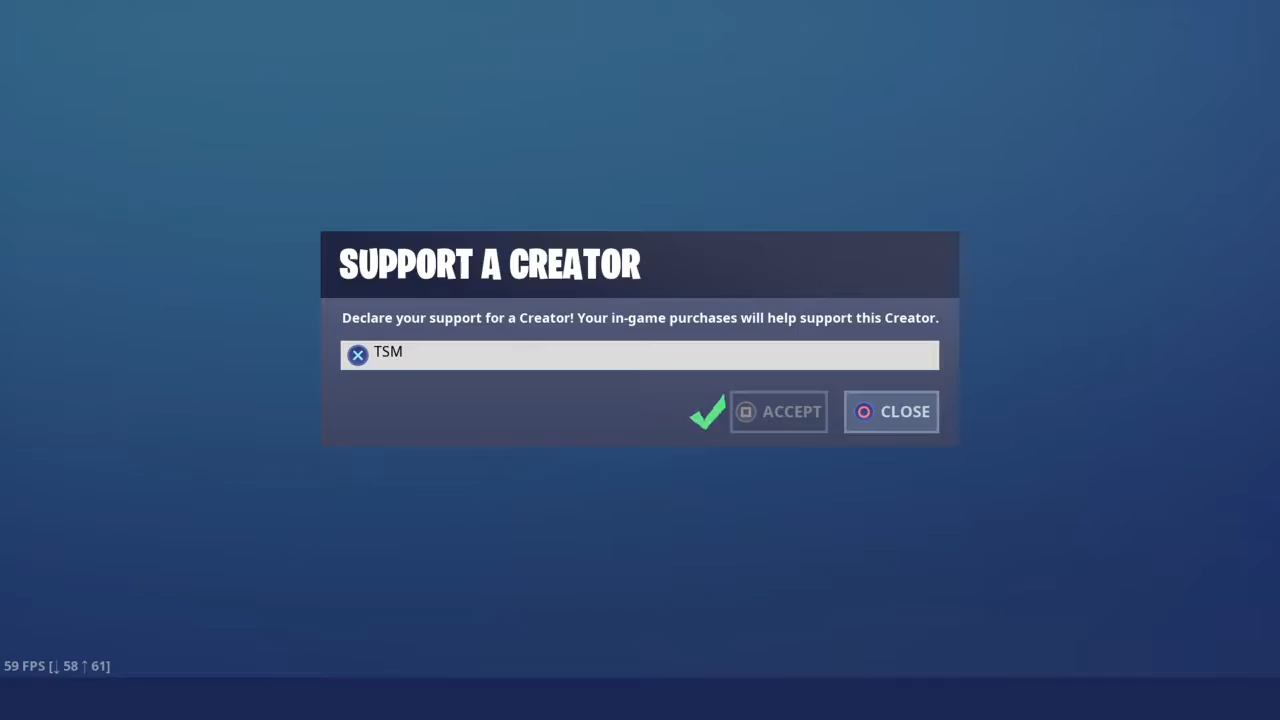 SUPPORT A CREATOR
Declare your support for a Creator! Your in-game purchases will help support this Creator.
TSM
ACCEPT
CLOSE
59 FPS [↓ 58 ↑ 61]